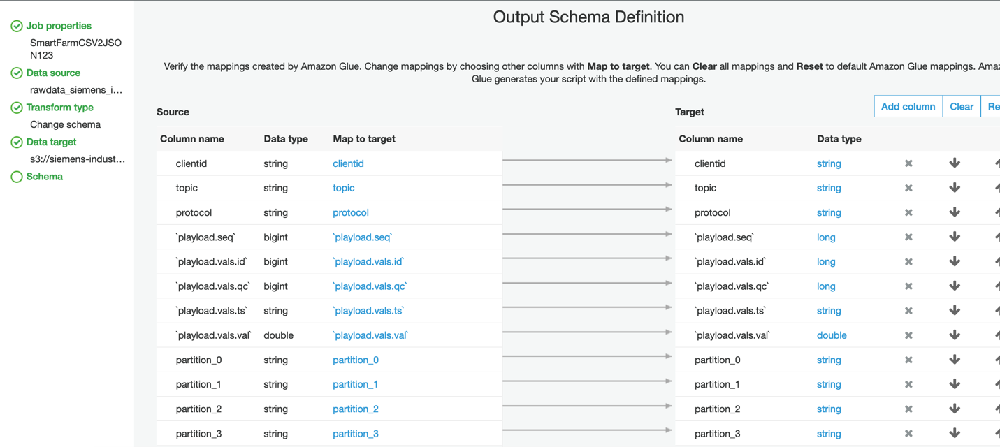 Output Schema Definition
Job properties
SmartFarmCSV2JSO
N123
Data source
rawdata_siemens_i...
Transform type
Change schema
Data target
s3://siemens-indust...
Schema
Verify the mappings created by Amazon Glue. Change mappings by choosing other columns with Map to target. You can Clear all mappings and Reset to default Amazon Glue mappings. Amaz
Glue generates your script with the defined mappings.
Add column Clear Re
Source Target
Column name Data type Map to target Column name Data type
clientid string clientid clientid string
topic string topic topic string
protocol string protocol protocol string
`playload.seq` bigint `playload.seq` `playload.seq` long
`playload.vals.id` bigint `playload.vals.id` `playload.vals.id` long
`playload.vals.qc` bigint `playload.vals.qc` `playload.vals.qc` long
`playload.vals.ts` string `playload.vals.ts` `playload.vals.ts` string
`playload.vals.val` double `playload.vals.val` `playload.vals.val` double
partition_0 string partition_0 partition_0 string
partition_1 string partition_1 partition_1 string
partition_2 string partition_2 partition_2 string
partition_3 string partition_3 partition_3 string